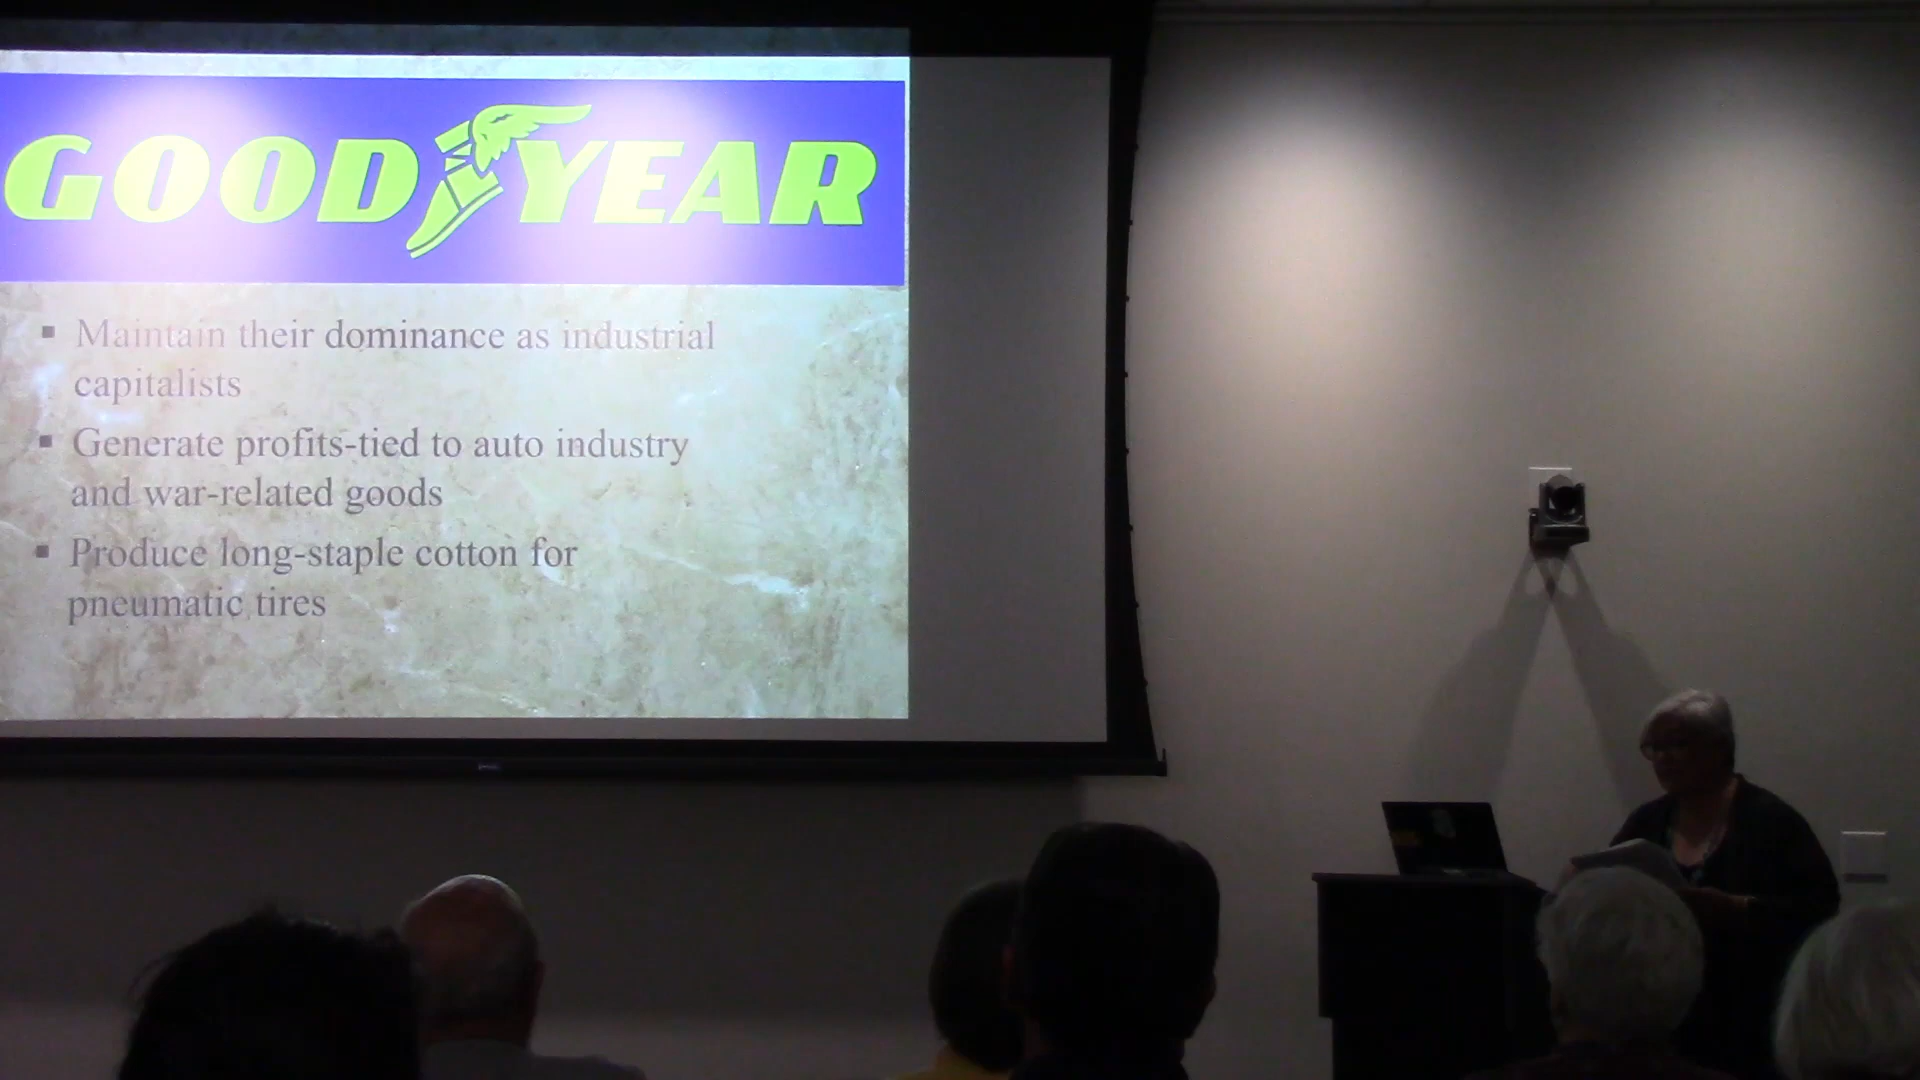 GOODYEAR
▪ Maintain their dominance as industrial
capitalists
▪ Generate profits-tied to auto industry
and war-related goods
▪ Produce long-staple cotton for
pneumatic tires